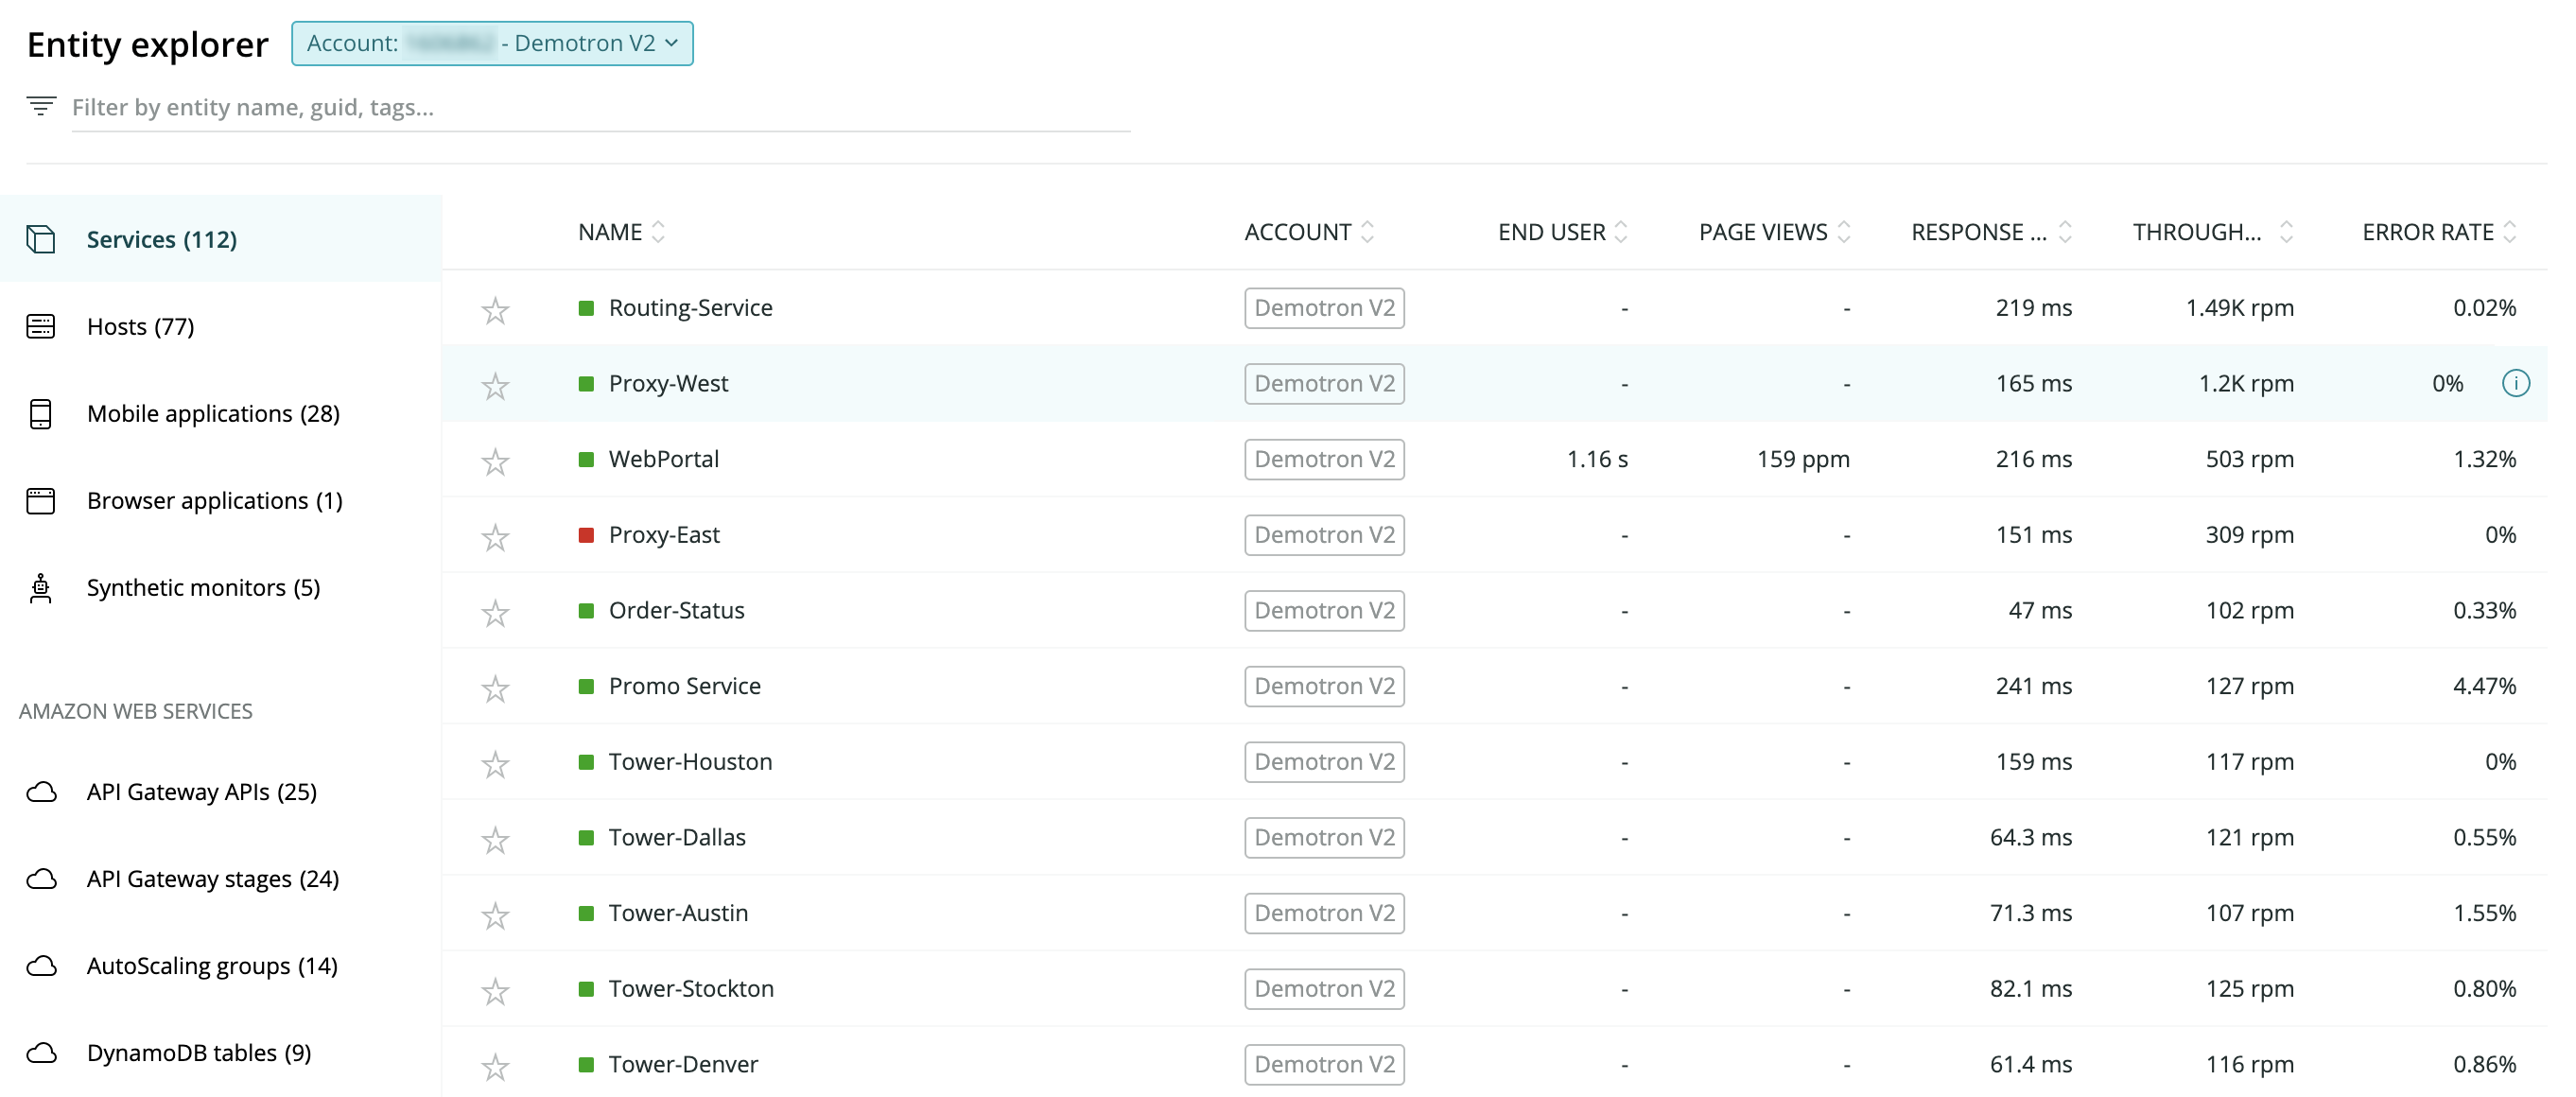 Entity explorer
Account: - Demotron V2
Filter by entity name, guid, tags...
Services (112)
Hosts (77)
Mobile applications (28)
Browser applications (1)
Synthetic monitors (5)
AMAZON WEB SERVICES
API Gateway APIs (25)
API Gateway stages (24)
AutoScaling groups (14)
DynamoDB tables (9)
NAME ACCOUNT END USER PAGE VIEWS RESPONSE ... THROUGH... ERROR RATE
Routing-Service Demotron V2 - - 219 ms 1.49K rpm 0.02%
Proxy-West Demotron V2 - - 165 ms 1.2K rpm 0%
WebPortal Demotron V2 1.16 s 159 ppm 216 ms 503 rpm 1.32%
Proxy-East Demotron V2 - - 151 ms 309 rpm 0%
Order-Status Demotron V2 - - 47 ms 102 rpm 0.33%
Promo Service Demotron V2 - - 241 ms 127 rpm 4.47%
Tower-Houston Demotron V2 - - 159 ms 117 rpm 0%
Tower-Dallas Demotron V2 - - 64.3 ms 121 rpm 0.55%
Tower-Austin Demotron V2 - - 71.3 ms 107 rpm 1.55%
Tower-Stockton Demotron V2 - - 82.1 ms 125 rpm 0.80%
Tower-Denver Demotron V2 - - 61.4 ms 116 rpm 0.86%